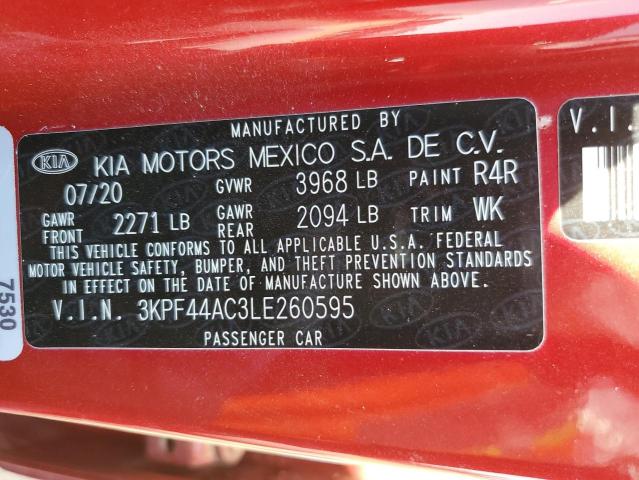 MANUFACTURED BY
KIA KIA MOTORS MEXICO S.A. DE C.V.
07/20 GVWR 3968 LB PAINT R4R
GAWR FRONT 2271 LB GAWR REAR 2094 LB TRIM WK
THIS VEHICLE CONFORMS TO ALL APPLICABLE U.S.A. FEDERAL
MOTOR VEHICLE SAFETY, BUMPER, AND THEFT PREVENTION STANDARDS
IN EFFECT ON THE DATE OF MANUFACTURE SHOWN ABOVE.
V.I.N. 3KPF44AC3LE260595
PASSENGER CAR
7530
V.I.